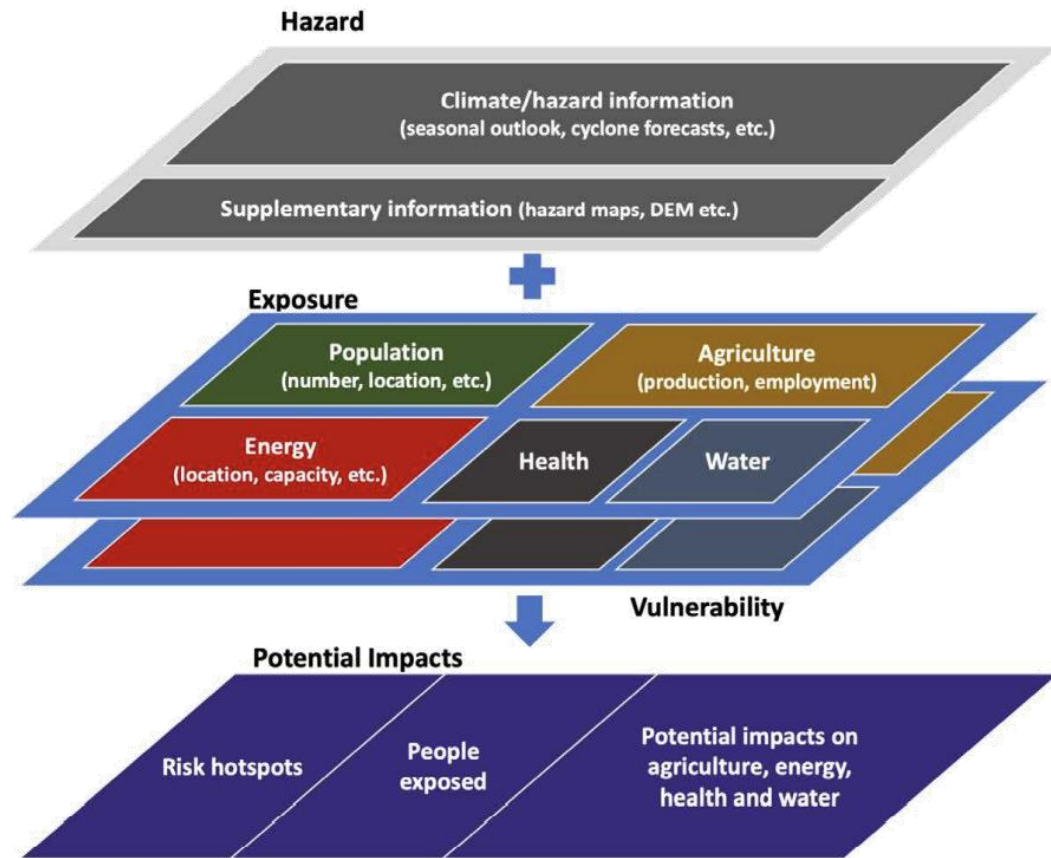 Hazard
Climate/hazard information
(seasonal outlook, cyclone forecasts, etc.)
Supplementary information (hazard maps, DEM etc.)
Exposure
Population
(number, location, etc.)
Agriculture
(production, employment)
Energy
(location, capacity, etc.)
Health
Water
Vulnerability
Potential Impacts
Risk hotspots
People
exposed
Potential impacts on
agriculture, energy,
health and water